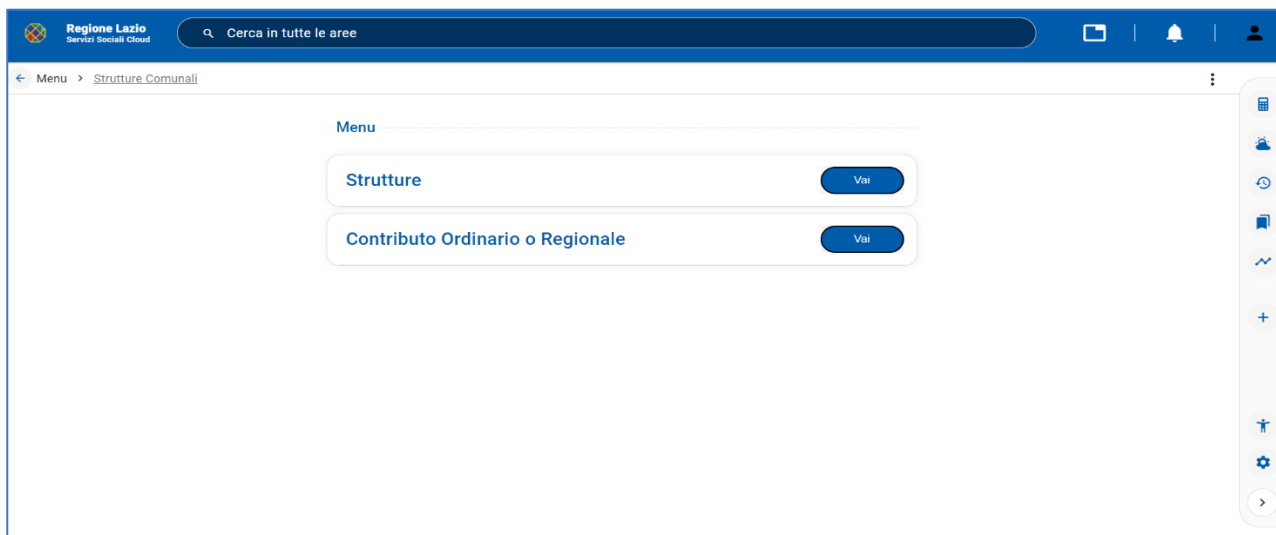 Regione Lazio
Servizi Sociali Cloud
Cerca in tutte le aree
Menu > Strutture Comunali
Menu
Strutture
Vai
Contributo Ordinario o Regionale
Vai